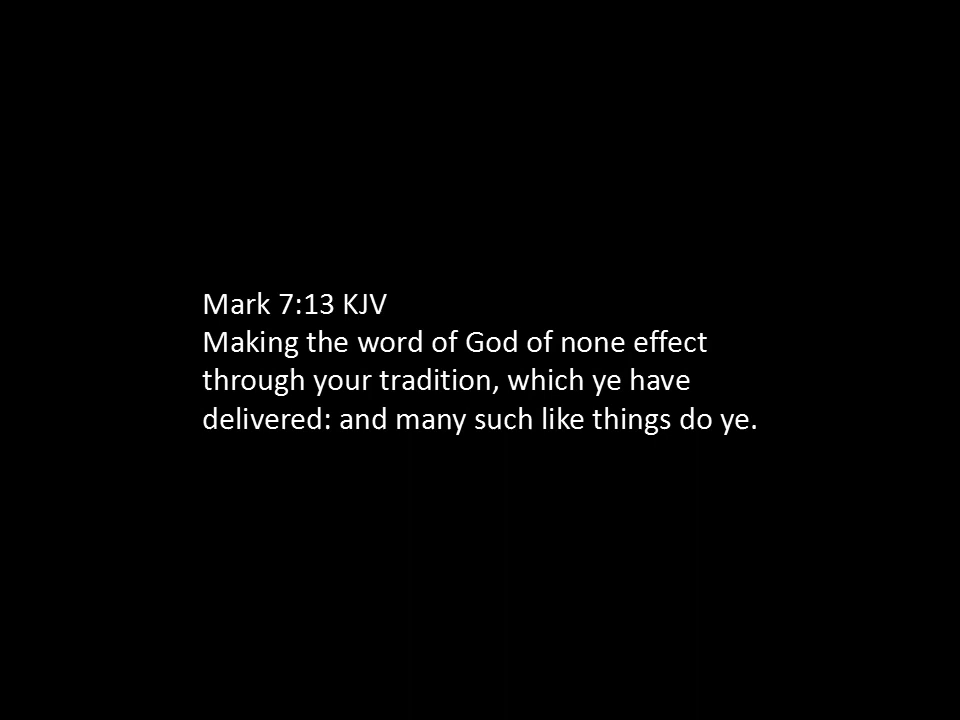 Mark 7:13 KJV
Making the word of God of none effect
through your tradition, which ye have
delivered: and many such like things do ye.